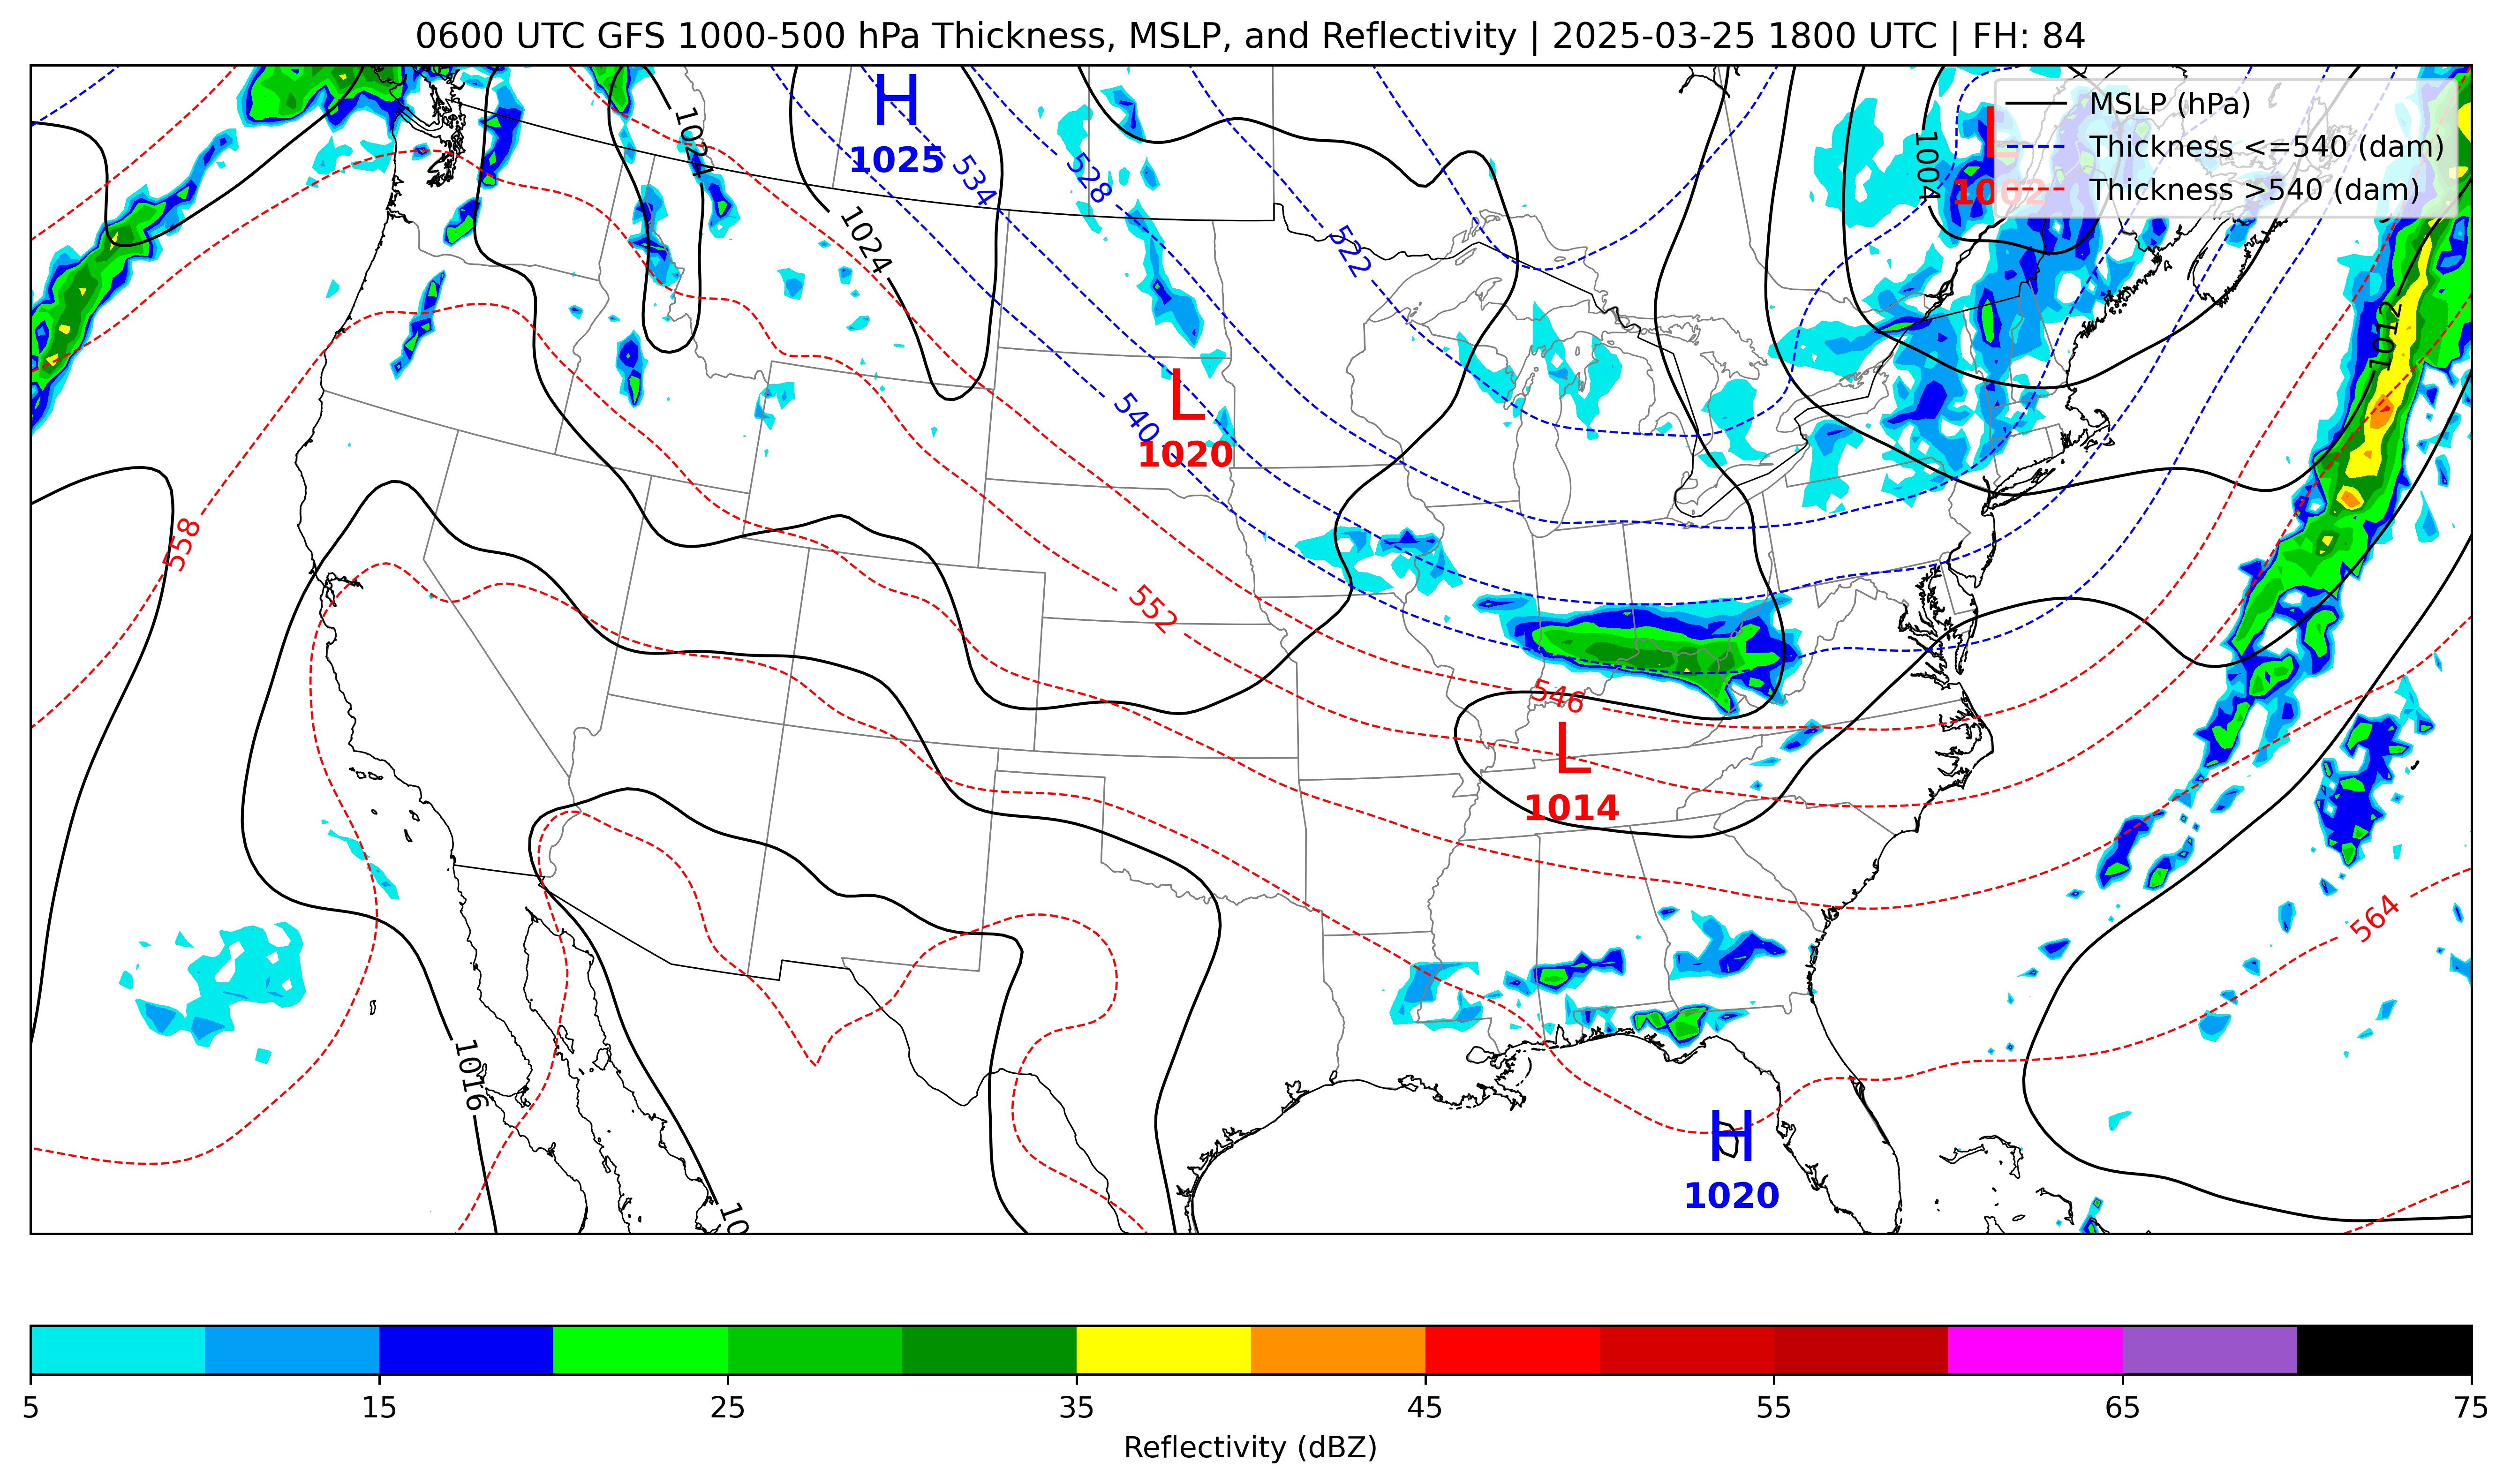 0600 UTC GFS 1000-500 hPa Thickness, MSLP, and Reflectivity | 2025-03-25 1800 UTC | FH: 84
MSLP (hPa)
Thickness <=540 (dam)
Thickness >540 (dam)
H
1025
L
1002
1024
1024
1004
534
528
522
1012
L
1020
540
558
552
546
L
1014
564
1016
10
H
1020
5
15
25
35
45
55
65
75
Reflectivity (dBZ)